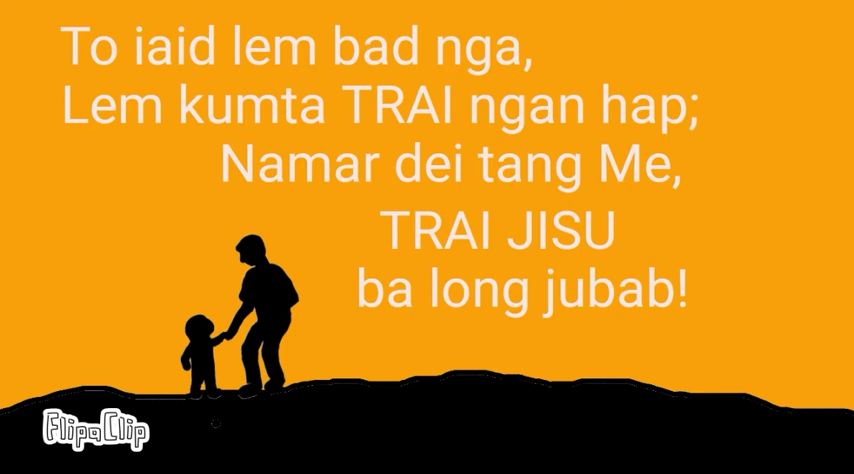 To iaid lem bad nga,
Lem kumta TRAI ngan hap;
Namar dei tang Me,
TRAI JISU
ba long jubab!
FlipaClip